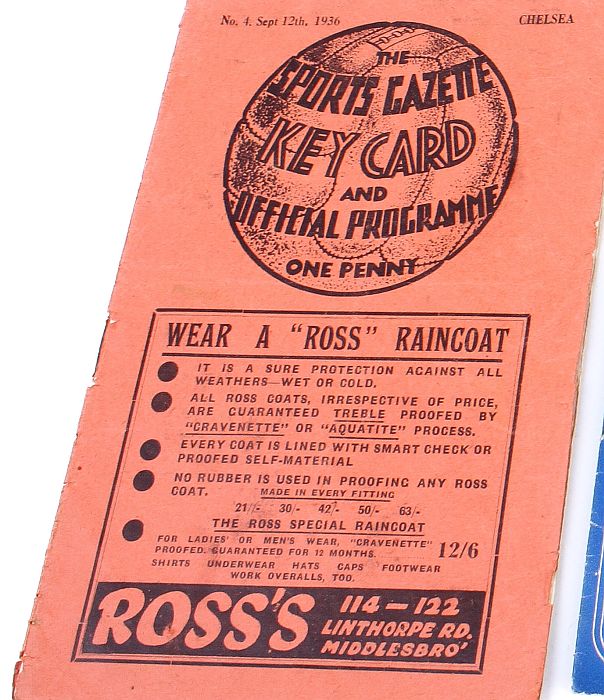 No. 4. Sept 12th, 1936
CHELSEA
THE
SPORTS GAZETTE
KEY CARD
AND
OFFICIAL PROGRAMME
ONE PENNY
WEAR A "ROSS" RAINCOAT
IT IS A SURE PROTECTION AGAINST ALL
WEATHERS—WET OR COLD.
ALL ROSS COATS, IRRESPECTIVE OF PRICE,
ARE GUARANTEED TREBLE PROOFED BY
"CRAVENETTE" OR "AQUATITE" PROCESS.
EVERY COAT IS LINED WITH SMART CHECK OR
PROOFED SELF-MATERIAL
NO RUBBER IS USED IN PROOFING ANY ROSS
COAT. MADE IN EVERY FITTING
21/- 30/- 42/- 50/- 63/-
THE ROSS SPECIAL RAINCOAT
FOR LADIES' OR MEN'S WEAR, "CRAVENETTE"
PROOFED. GUARANTEED FOR 12 MONTHS. 12/6
SHIRTS UNDERWEAR HATS CAPS FOOTWEAR
WORK OVERALLS, TOO.
ROSS'S
114—122
LINTHORPE RD.
MIDDLESBRO'